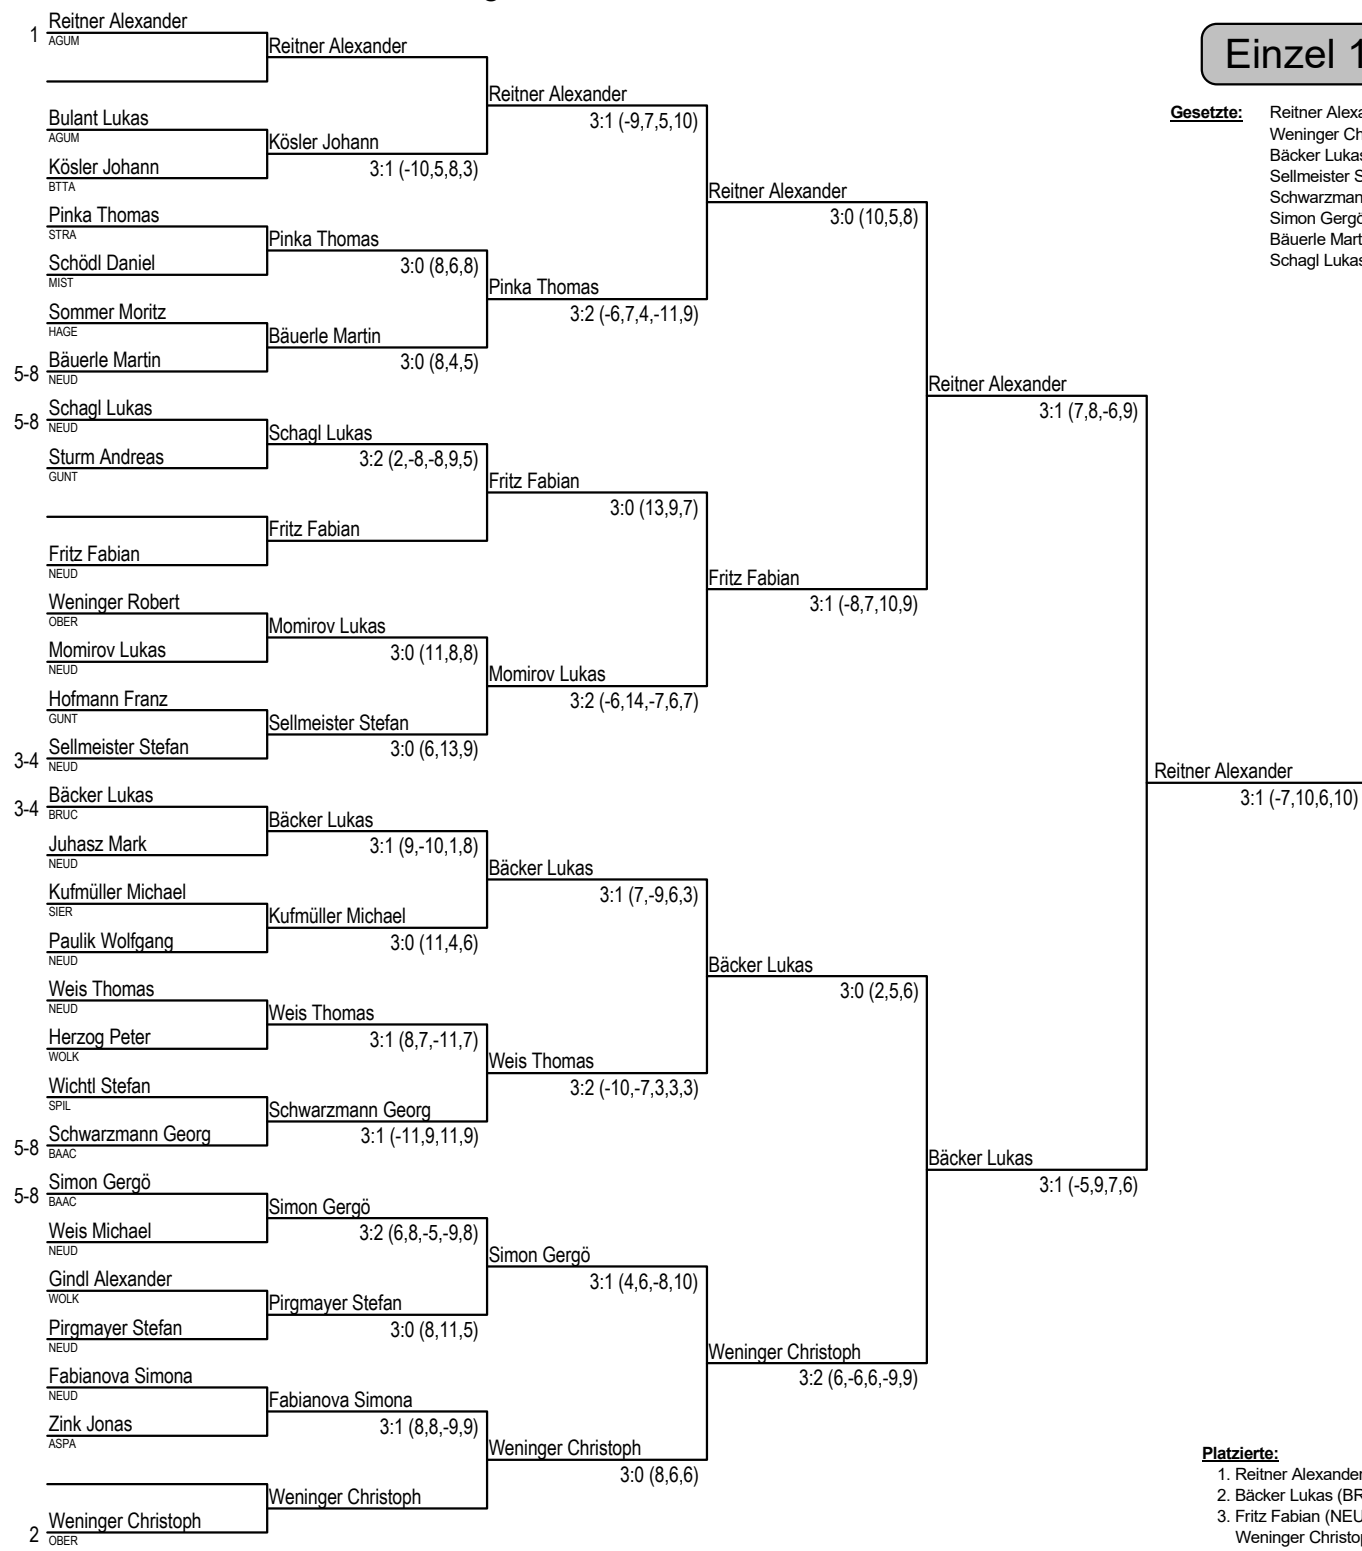 Einzel 1
Gesetzte:
Reitner Alexa
Weninger Ch
Bäcker Lukas
Sellmeister S
Schwarzman
Simon Gergö
Bäuerle Mart
Schagl Lukas
1 Reitner Alexander
AGUM
Bulant Lukas
AGUM
Kösler Johann
BTTA
Pinka Thomas
STRA
Schödl Daniel
MIST
Sommer Moritz
HAGE
5-8 Bäuerle Martin
NEUD
5-8 Schagl Lukas
NEUD
Sturm Andreas
GUNT
Fritz Fabian
NEUD
Weninger Robert
OBER
Momirov Lukas
NEUD
Hofmann Franz
GUNT
3-4 Sellmeister Stefan
NEUD
3-4 Bäcker Lukas
BRUC
Juhasz Mark
NEUD
Kufmüller Michael
SIER
Paulik Wolfgang
NEUD
Weis Thomas
NEUD
Herzog Peter
WOLK
Wichtl Stefan
SPIL
5-8 Schwarzmann Georg
BAAC
5-8 Simon Gergö
BAAC
Weis Michael
NEUD
Gindl Alexander
WOLK
Pirgmayer Stefan
NEUD
Fabianova Simona
NEUD
Zink Jonas
ASPA
2 Weninger Christoph
OBER
Reitner Alexander
Kösler Johann
3:1 (-10,5,8,3)
Pinka Thomas
3:0 (8,6,8)
Bäuerle Martin
3:0 (8,4,5)
Schagl Lukas
3:2 (2,-8,-8,9,5)
Fritz Fabian
Momirov Lukas
3:0 (11,8,8)
Sellmeister Stefan
3:0 (6,13,9)
Bäcker Lukas
3:1 (9,-10,1,8)
Kufmüller Michael
3:0 (11,4,6)
Weis Thomas
3:1 (8,7,-11,7)
Schwarzmann Georg
3:1 (-11,9,11,9)
Simon Gergö
3:2 (6,8,-5,-9,8)
Pirgmayer Stefan
3:0 (8,11,5)
Fabianova Simona
3:1 (8,8,-9,9)
Weninger Christoph
Reitner Alexander
3:1 (-9,7,5,10)
Pinka Thomas
3:2 (-6,7,4,-11,9)
Fritz Fabian
3:0 (13,9,7)
Momirov Lukas
3:2 (-6,14,-7,6,7)
Bäcker Lukas
3:1 (7,-9,6,3)
Weis Thomas
3:2 (-10,-7,3,3,3)
Simon Gergö
3:1 (4,6,-8,10)
Weninger Christoph
3:0 (8,6,6)
Reitner Alexander
3:0 (10,5,8)
Fritz Fabian
3:1 (-8,7,10,9)
Bäcker Lukas
3:0 (2,5,6)
Weninger Christoph
3:2 (6,-6,6,-9,9)
Reitner Alexander
3:1 (7,8,-6,9)
Bäcker Lukas
3:1 (-5,9,7,6)
Reitner Alexander
3:1 (-7,10,6,10)
Platzierte:
1. Reitner Alexander
2. Bäcker Lukas (BR
3. Fritz Fabian (NEU
Weninger Christo